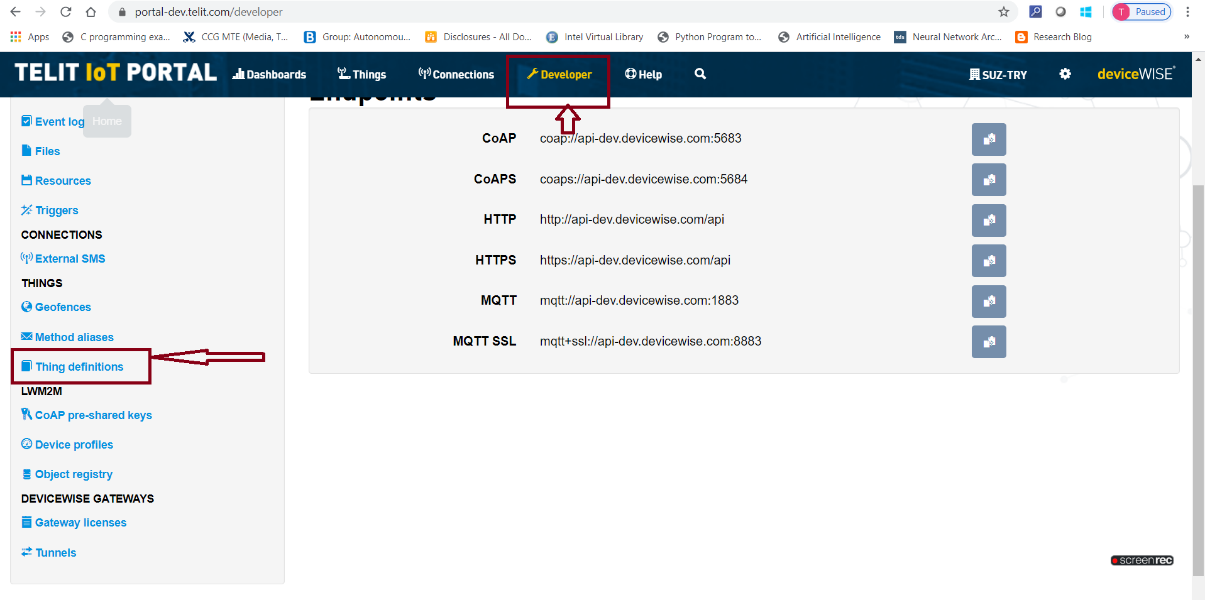 portal-dev.telit.com/developer
T Paused
Apps C programming exa... CCG MTE (Media, T... Group: Autonomou... Disclosures - All Do... Intel Virtual Library Python Program to... Artificial Intelligence tds Neural Network Arc... Research Blog »
TELIT IoT PORTAL Dashboards Things Connections Developer Help SUZ-TRY deviceWISE
Endpoints
Home
Event log
Files
Resources
Triggers
CONNECTIONS
External SMS
THINGS
Geofences
Method aliases
Thing definitions
LWM2M
CoAP pre-shared keys
Device profiles
Object registry
DEVICEWISE GATEWAYS
Gateway licenses
Tunnels
CoAP coap://api-dev.devicewise.com:5683
CoAPS coaps://api-dev.devicewise.com:5684
HTTP http://api-dev.devicewise.com/api
HTTPS https://api-dev.devicewise.com/api
MQTT mqtt://api-dev.devicewise.com:1883
MQTT SSL mqtt+ssl://api-dev.devicewise.com:8883
screenrec